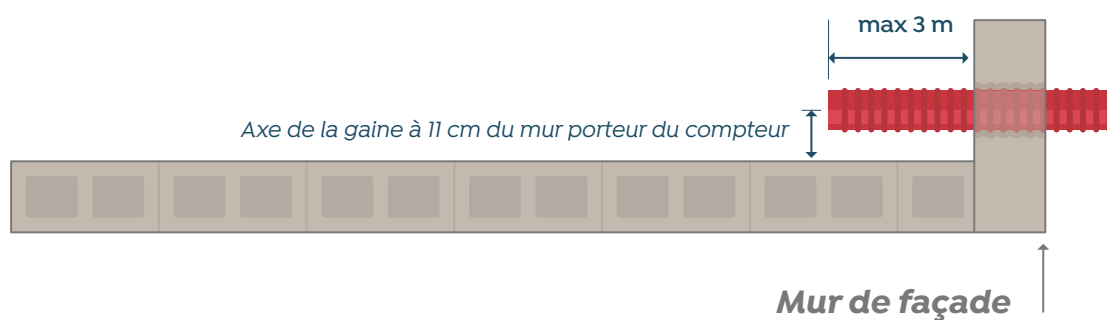 max 3 m
Axe de la gaine à 11 cm du mur porteur du compteur
Mur de façade